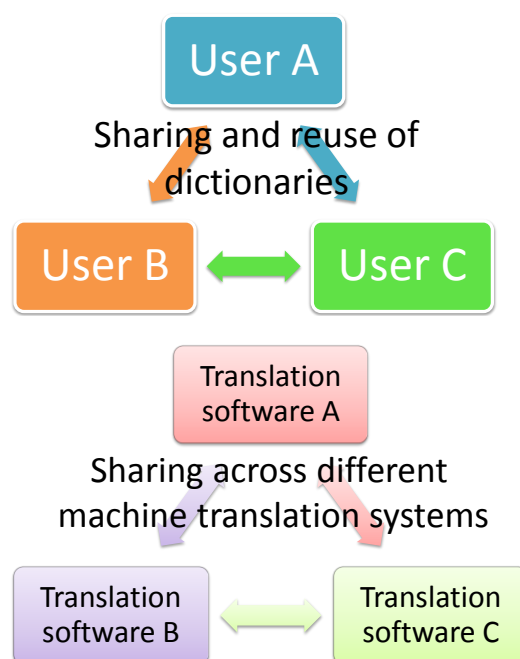 User A
Sharing and reuse of
dictionaries
User B
User C
Translation
software A
Sharing across different
machine translation systems
Translation
software B
Translation
software C